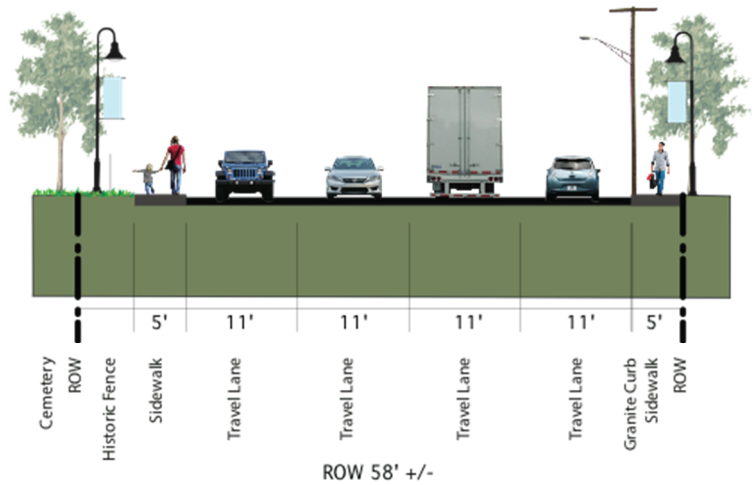 5' 11' 11' 11' 11' 5'
Cemetery
ROW
Historic Fence
Sidewalk
Travel Lane
Travel Lane
Travel Lane
Travel Lane
Granite Curb
Sidewalk
ROW
ROW 58' +/-